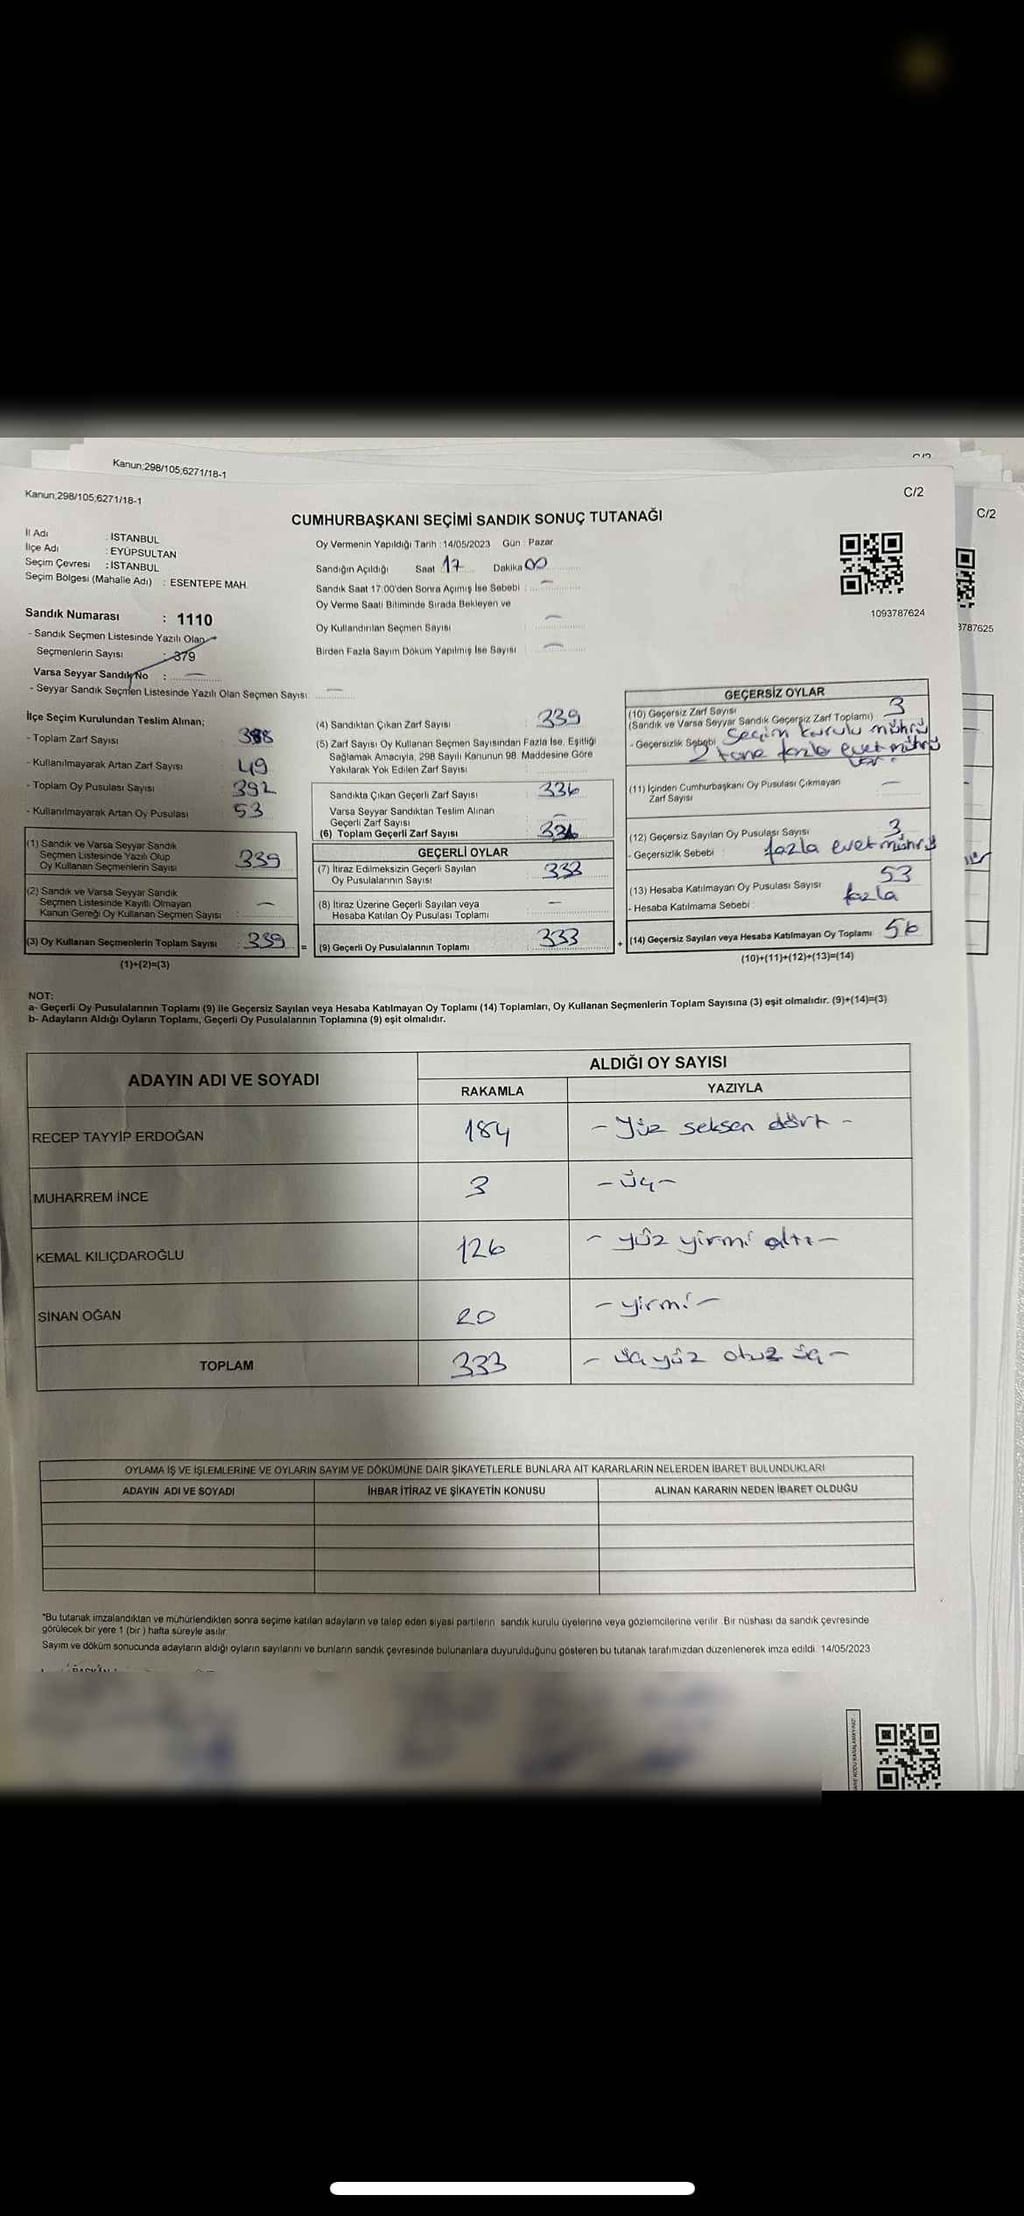 Kanun;298/105,6271/18-1
Kanun;298/105,6271/18-1
C/2
C/2
CUMHURBAŞKANI SEÇİMİ SANDIK SONUÇ TUTANAĞI
İl Adı : İSTANBUL
İlçe Adı : EYÜPSULTAN
Seçim Çevresi : İSTANBUL
Seçim Bölgesi (Mahalle Adı) : ESENTEPE MAH.
Oy Vermenin Yapıldığı Tarih :14/05/2023 Gün : Pazar
Sandığın Açıldığı Saat 17 Dakika 00
Sandık Saat 17:00'den Sonra Açımış İse Sebebi : —
Oy Verme Saati Bitiminde Sırada Bekleyen ve
Oy Kullandırılan Seçmen Sayısı : —
Birden Fazla Sayım Döküm Yapılmış İse Sayısı : —
1093787624
3787625
Sandık Numarası : 1110
- Sandık Seçmen Listesinde Yazılı Olan
Seçmenlerin Sayısı : 379
Varsa Seyyar Sandık No : —
- Seyyar Sandık Seçmen Listesinde Yazılı Olan Seçmen Sayısı —
İlçe Seçim Kurulundan Teslim Alınan;
- Toplam Zarf Sayısı 388
- Kullanılmayarak Artan Zarf Sayısı 49
- Toplam Oy Pusulası Sayısı 392
- Kullanılmayarak Artan Oy Pusulası 53
(1) Sandık ve Varsa Seyyar Sandık
Seçmen Listesinde Yazılı Olup
Oy Kullanan Seçmenlerin Sayısı 339
(2) Sandık ve Varsa Seyyar Sandık
Seçmen Listesinde Kayıtlı Olmayan
Kanun Gereği Oy Kullanan Seçmen Sayısı : —
(3) Oy Kullanan Seçmenlerin Toplam Sayısı : 339 =
(1)+(2)=(3)
(4) Sandıktan Çıkan Zarf Sayısı : 339
(5) Zarf Sayısı Oy Kullanan Seçmen Sayısından Fazla İse, Eşitliği
Sağlamak Amacıyla, 298 Sayılı Kanunun 98. Maddesine Göre
Yakılarak Yok Edilen Zarf Sayısı
Sandıkta Çıkan Geçerli Zarf Sayısı : 336
Varsa Seyyar Sandıktan Teslim Alınan
Geçerli Zarf Sayısı : —
(6) Toplam Geçerli Zarf Sayısı 336
GEÇERLİ OYLAR
(7) İtiraz Edilmeksizin Geçerli Sayılan
Oy Pusulalarının Sayısı : 333
(8) İtiraz Üzerine Geçerli Sayılan veya
Hesaba Katılan Oy Pusulası Toplamı : —
(9) Geçerli Oy Pusulalarının Toplamı : 333 +
GEÇERSİZ OYLAR
(10) Geçersiz Zarf Sayısı 3
(Sandık ve Varsa Seyyar Sandık Geçersiz Zarf Toplamı)
- Geçersizlik Sebebi Seçim kurulu mührü
2 tane fazla evet mührü
var.
(11) İçinden Cumhurbaşkanı Oy Pusulası Çıkmayan
Zarf Sayısı —
(12) Geçersiz Sayılan Oy Pusulası Sayısı 3
- Geçersizlik Sebebi : fazla evet mührü
(13) Hesaba Katılmayan Oy Pusulası Sayısı 53
- Hesaba Katılmama Sebebi : fazla
(14) Geçersiz Sayılan veya Hesaba Katılmayan Oy Toplamı 56
(10)+(11)+(12)+(13)=(14)
NOT:
a- Geçerli Oy Pusulalarının Toplamı (9) ile Geçersiz Sayılan veya Hesaba Katılmayan Oy Toplamı (14) Toplamları, Oy Kullanan Seçmenlerin Toplam Sayısına (3) eşit olmalıdır. (9)+(14)=(3)
b- Adayların Aldığı Oyların Toplamı, Geçerli Oy Pusulalarının Toplamına (9) eşit olmalıdır.
ADAYIN ADI VE SOYADI
ALDIĞI OY SAYISI
RAKAMLA YAZIYLA
RECEP TAYYİP ERDOĞAN 184 - Yüz seksen dört -
MUHARREM İNCE 3 - üç -
KEMAL KILIÇDAROĞLU 126 - yüz yirmi altı -
SİNAN OĞAN 20 - yirmi -
TOPLAM 333 - üç yüz otuz üç -
OYLAMA İŞ VE İŞLEMLERİNE VE OYLARIN SAYIM VE DÖKÜMÜNE DAİR ŞİKAYETLERLE BUNLARA AİT KARARLARIN NELERDEN İBARET BULUNDUKLARI
ADAYIN ADI VE SOYADI İHBAR İTİRAZ VE ŞİKAYETİN KONUSU ALINAN KARARIN NEDEN İBARET OLDUĞU
*Bu tutanak imzalandıktan ve mühürlendikten sonra seçime katılan adayların ve talep eden siyasi partilerin sandık kurulu üyelerine veya gözlemcilerine verilir. Bir nüshası da sandık çevresinde
görülecek bir yere 1 (bir ) hafta süreyle asılır.
Sayım ve döküm sonucunda adayların aldığı oyların sayılarını ve bunların sandık çevresinde bulunanlara duyurulduğunu gösteren bu tutanak tarafımızdan düzenlenerek imza edildi. 14/05/2023